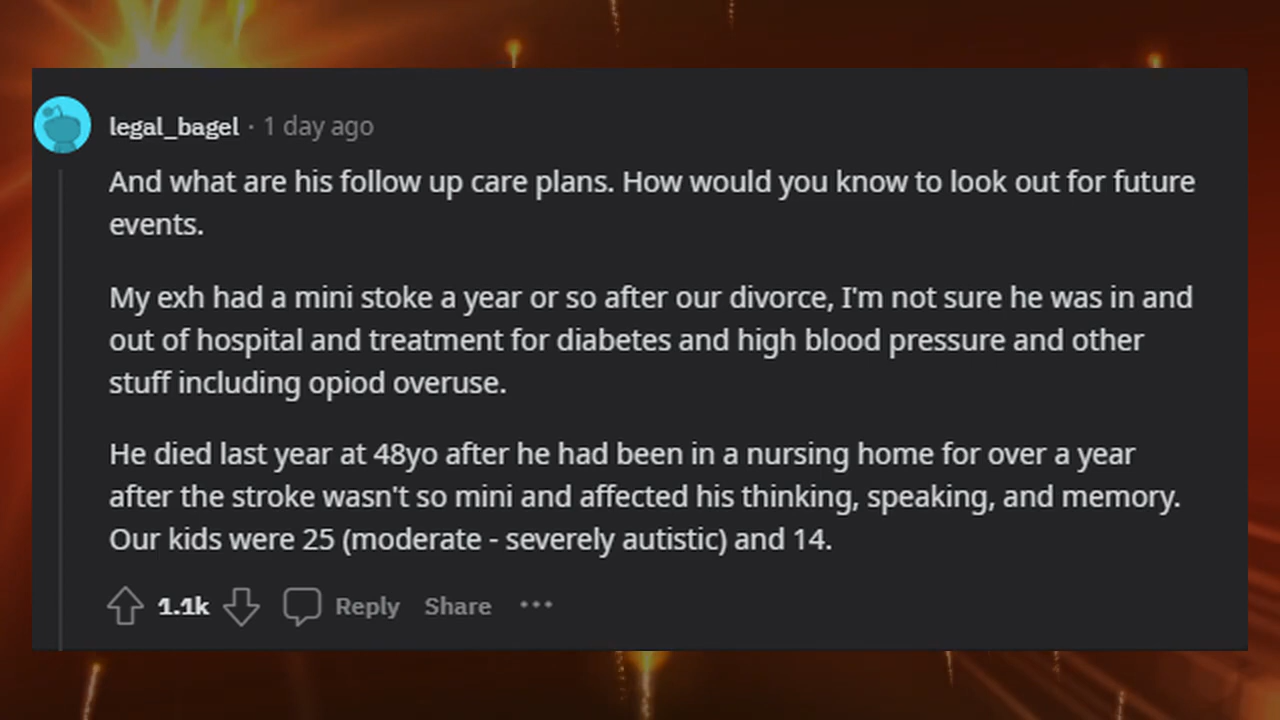 legal_bagel · 1 day ago
And what are his follow up care plans. How would you know to look out for future
events.
My exh had a mini stoke a year or so after our divorce, I'm not sure he was in and
out of hospital and treatment for diabetes and high blood pressure and other
stuff including opiod overuse.
He died last year at 48yo after he had been in a nursing home for over a year
after the stroke wasn't so mini and affected his thinking, speaking, and memory.
Our kids were 25 (moderate - severely autistic) and 14.
1.1k Reply Share ···